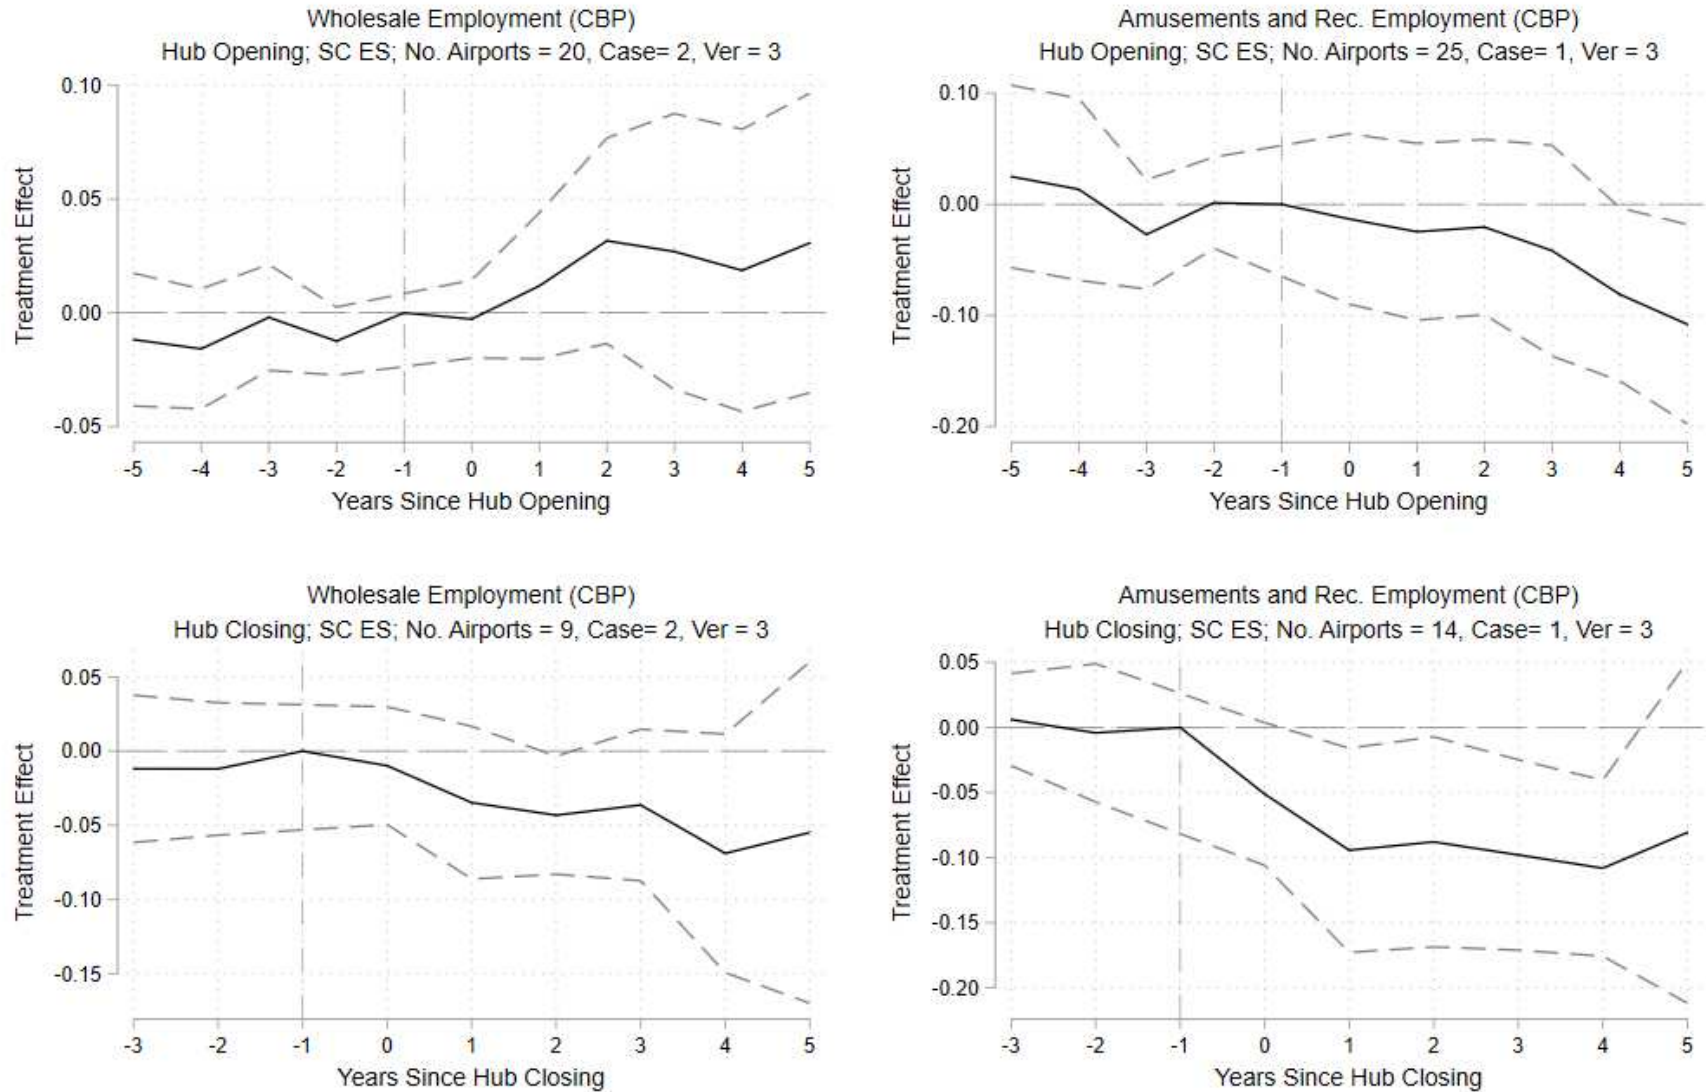 Wholesale Employment (CBP)
Hub Opening; SC ES; No. Airports = 20, Case= 2, Ver = 3
Treatment Effect
0.10
0.05
0.00
-0.05
-5 -4 -3 -2 -1 0 1 2 3 4 5
Years Since Hub Opening
Amusements and Rec. Employment (CBP)
Hub Opening; SC ES; No. Airports = 25, Case= 1, Ver = 3
Treatment Effect
0.10
0.00
-0.10
-0.20
-5 -4 -3 -2 -1 0 1 2 3 4 5
Years Since Hub Opening
Wholesale Employment (CBP)
Hub Closing; SC ES; No. Airports = 9, Case= 2, Ver = 3
Treatment Effect
0.05
0.00
-0.05
-0.10
-0.15
-3 -2 -1 0 1 2 3 4 5
Years Since Hub Closing
Amusements and Rec. Employment (CBP)
Hub Closing; SC ES; No. Airports = 14, Case= 1, Ver = 3
Treatment Effect
0.05
0.00
-0.05
-0.10
-0.15
-0.20
-3 -2 -1 0 1 2 3 4 5
Years Since Hub Closing